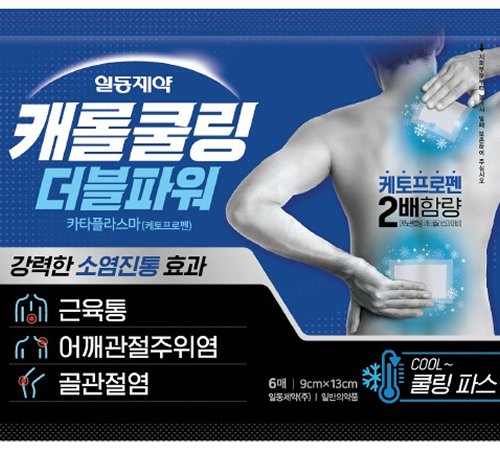 일동제약
캐롤쿨링
더블파워
카타플라스마(케토프로펜)
케토프로펜
2배함량
강력한 소염진통 효과
근육통
어깨관절주위염
골관절염
6매 | 9cm×13cm
일동제약(주) | 일반의약품
COOL~
쿨링 파스